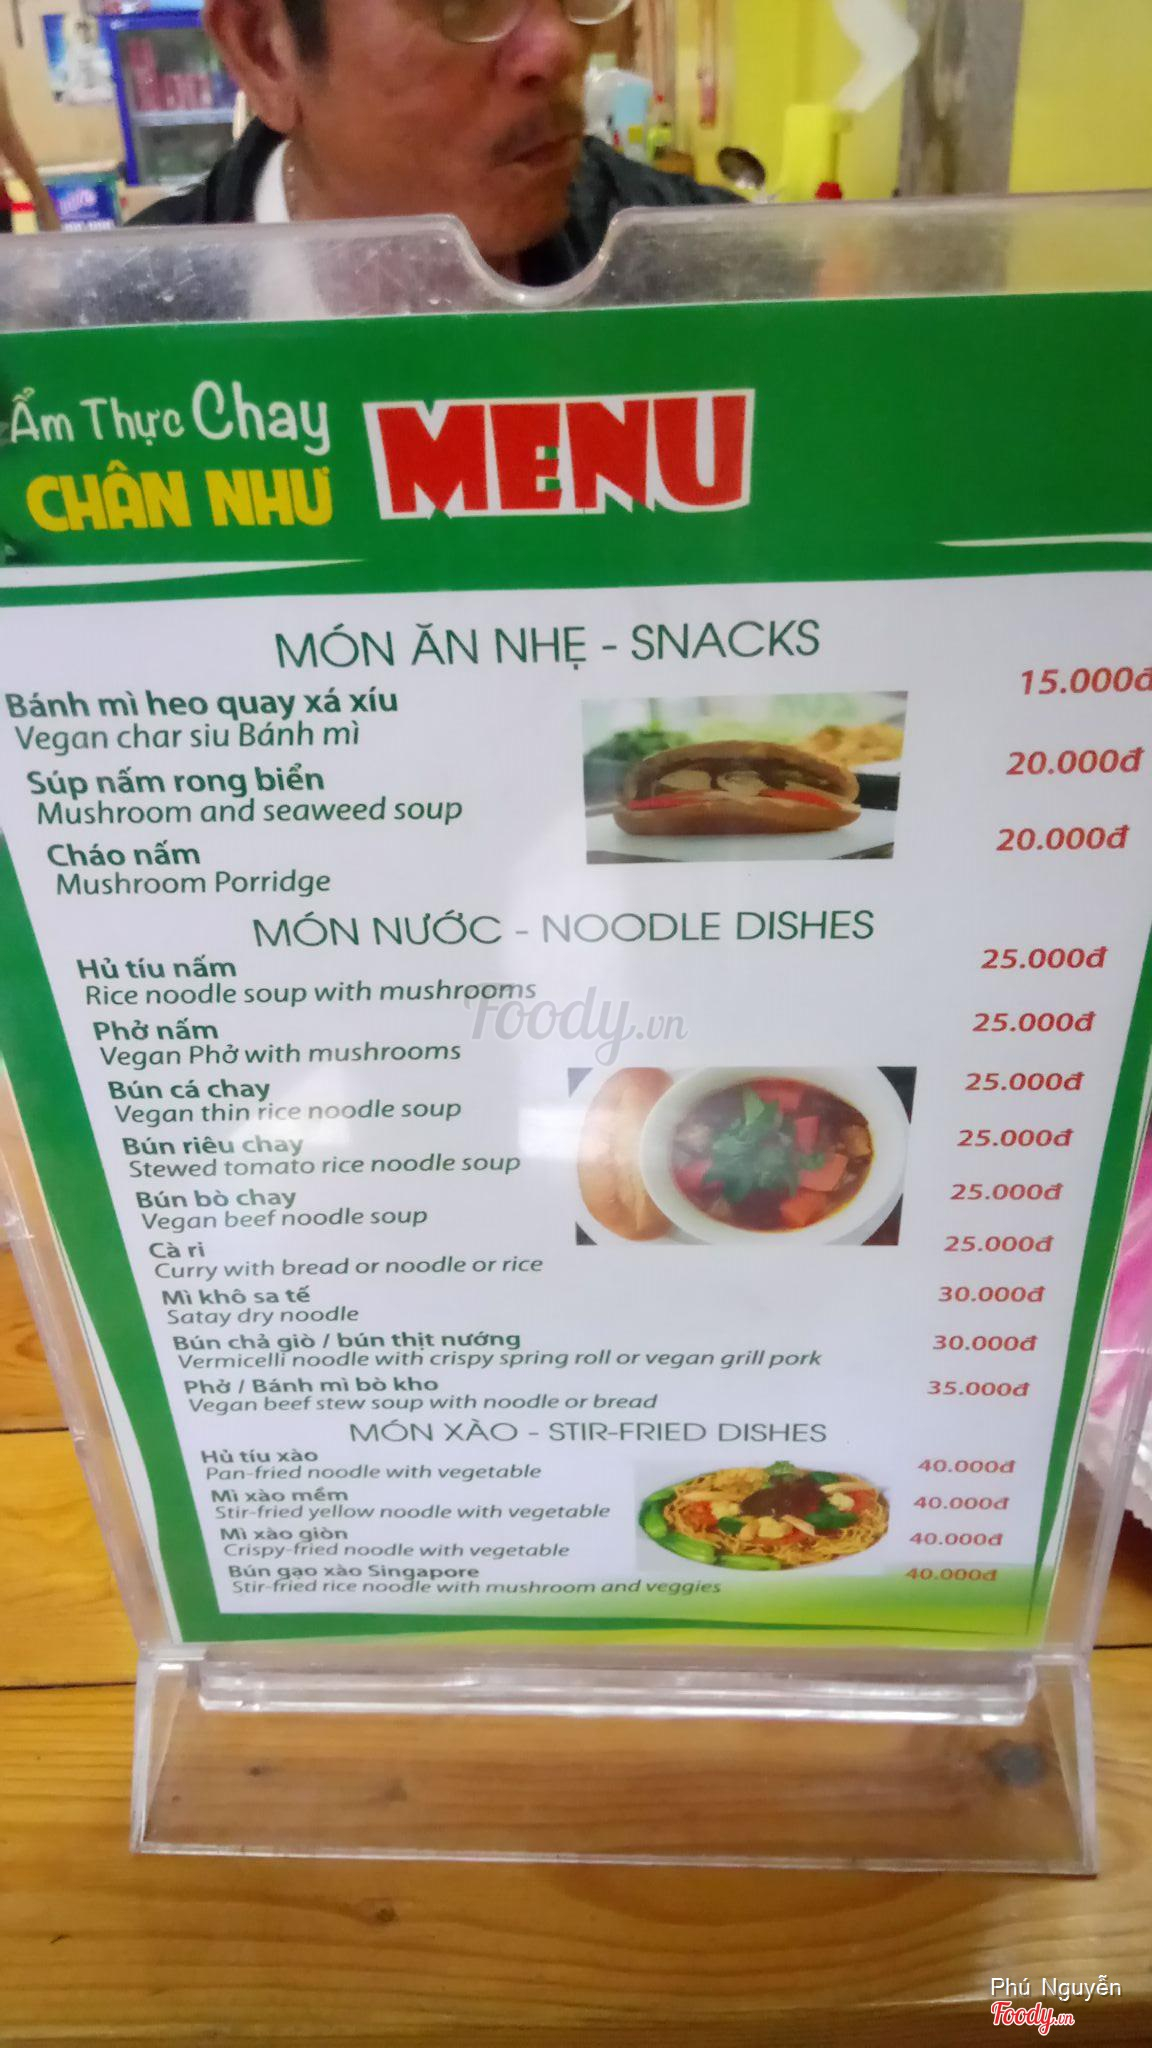 Ẩm Thực Chay
CHÂN NHƯ
MENU
MÓN ĂN NHẸ - SNACKS
Bánh mì heo quay xá xíu 15.000đ
Vegan char siu Bánh mì
Súp nấm rong biển 20.000đ
Mushroom and seaweed soup
Cháo nấm 20.000đ
Mushroom Porridge
MÓN NƯỚC - NOODLE DISHES
Hủ tíu nấm 25.000đ
Rice noodle soup with mushrooms
Phở nấm 25.000đ
Vegan Phở with mushrooms
Bún cá chay 25.000đ
Vegan thin rice noodle soup
Bún riêu chay 25.000đ
Stewed tomato rice noodle soup
Bún bò chay 25.000đ
Vegan beef noodle soup
Cà ri 25.000đ
Curry with bread or noodle or rice
Mì khô sa tế 30.000đ
Satay dry noodle
Bún chả giò / bún thịt nướng 30.000đ
Vermicelli noodle with crispy spring roll or vegan grill pork
Phở / Bánh mì bò kho 35.000đ
Vegan beef stew soup with noodle or bread
MÓN XÀO - STIR-FRIED DISHES
Hủ tíu xào 40.000đ
Pan-fried noodle with vegetable
Mì xào mềm 40.000đ
Stir-fried yellow noodle with vegetable
Mì xào giòn 40.000đ
Crispy-fried noodle with vegetable
Bún gạo xào Singapore 40.000đ
Stir-fried rice noodle with mushroom and veggies
Foody.vn
Phú Nguyễn
Foody.vn